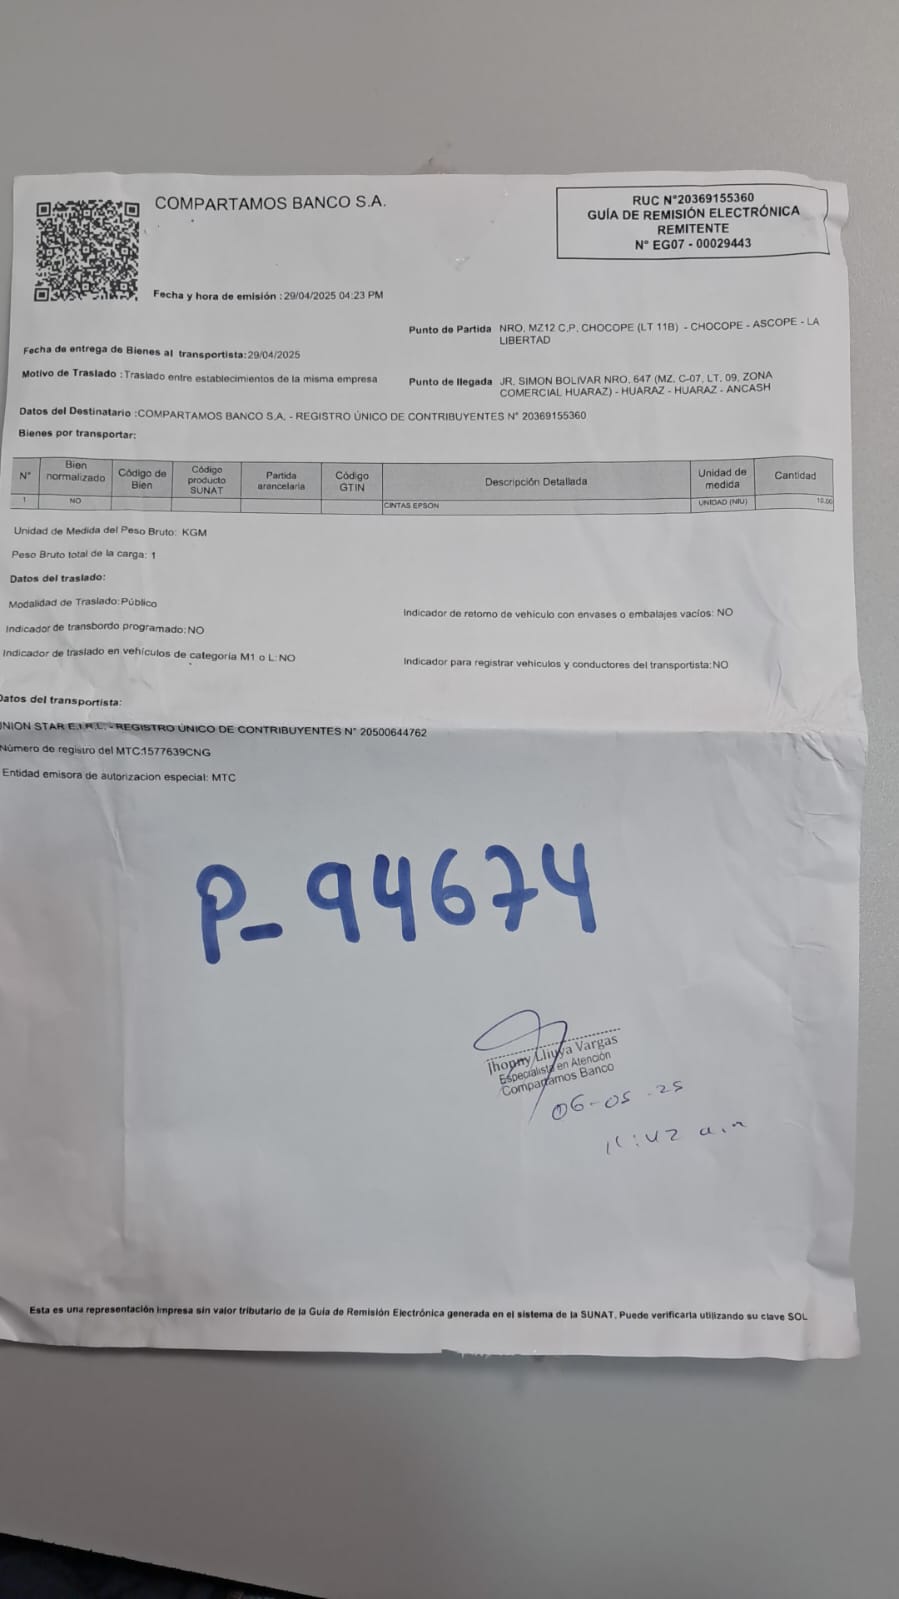 COMPARTAMOS BANCO S.A.
RUC N°20369155360
GUÍA DE REMISIÓN ELECTRÓNICA
REMITENTE
N° EG07 - 00029443
Fecha y hora de emisión : 29/04/2025 04:23 PM
Fecha de entrega de Bienes al transportista: 29/04/2025
Punto de Partida NRO. MZ12 C.P. CHOCOPE (LT 11B) - CHOCOPE - ASCOPE - LA
LIBERTAD
Motivo de Traslado : Traslado entre establecimientos de la misma empresa
Punto de llegada JR. SIMON BOLIVAR NRO. 647 (MZ. C-07, LT. 09, ZONA
COMERCIAL HUARAZ) - HUARAZ - HUARAZ - ANCASH
Datos del Destinatario :COMPARTAMOS BANCO S.A. - REGISTRO ÚNICO DE CONTRIBUYENTES N° 20369155360
Bienes por transportar:
N° Bien normalizado Código de Bien Código producto SUNAT Partida arancelaria Código GTIN Descripción Detallada Unidad de medida Cantidad
1 NO CINTAS EPSON UNIDAD (NIU) 10.00
Unidad de Medida del Peso Bruto: KGM
Peso Bruto total de la carga: 1
Datos del traslado:
Modalidad de Traslado: Público
Indicador de retorno de vehículo con envases o embalajes vacíos: NO
Indicador de transbordo programado: NO
Indicador de traslado en vehículos de categoría M1 o L: NO
Indicador para registrar vehículos y conductores del transportista: NO
Datos del transportista:
UNION STAR E.I.R.L. - REGISTRO ÚNICO DE CONTRIBUYENTES N° 20500644762
Número de registro del MTC:1577639CNG
Entidad emisora de autorizacion especial: MTC
P-94674
Jhonny Lliuya Vargas
Especialista en Atención
Compartamos Banco
06-05-25
11:42 a.m
Esta es una representación impresa sin valor tributario de la Guía de Remisión Electrónica generada en el sistema de la SUNAT. Puede verificarla utilizando su clave SOL